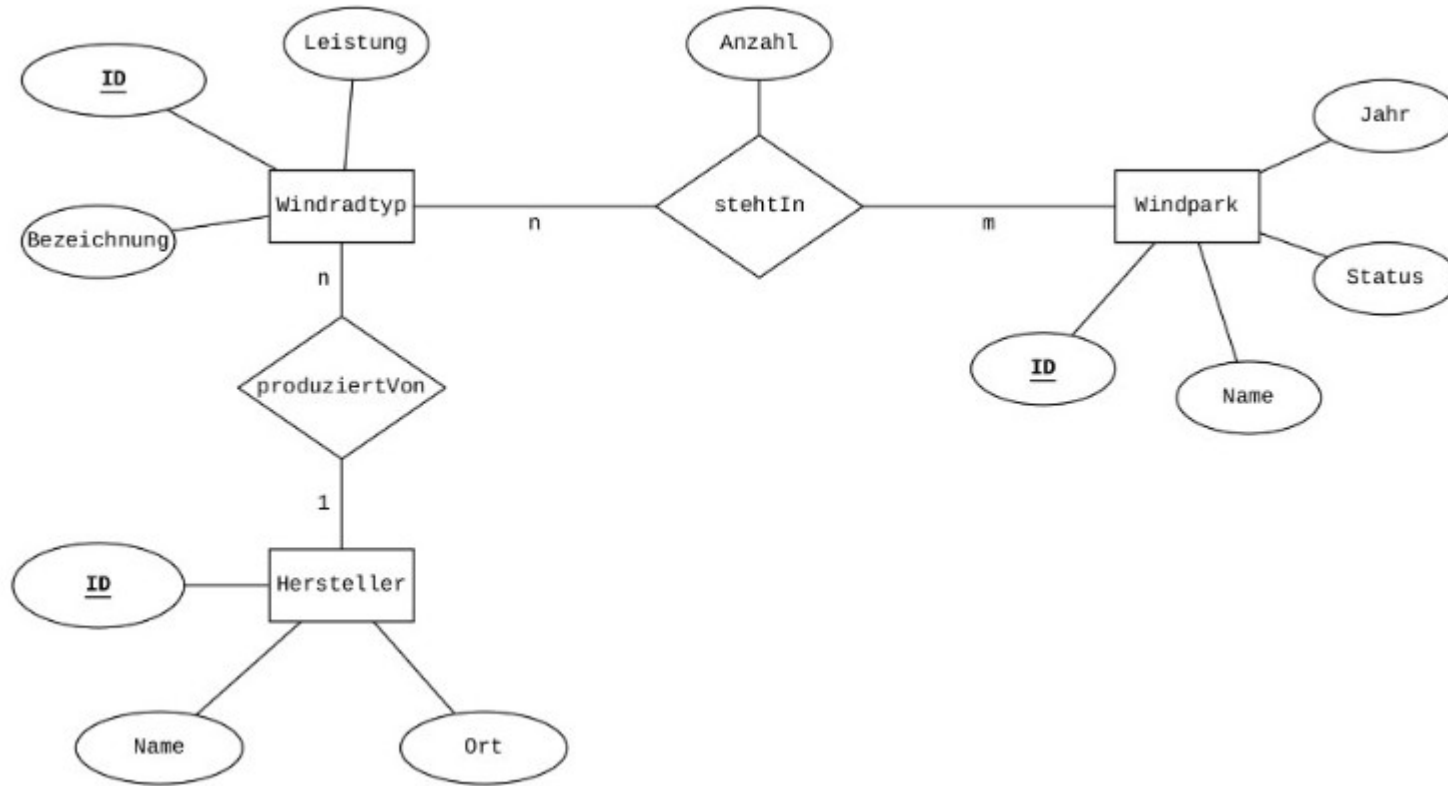 Leistung
Anzahl
ID
Jahr
Windradtyp
stehtIn
Windpark
Bezeichnung
n
m
n
Status
ID
Name
produziertVon
1
ID
Hersteller
Name
Ort